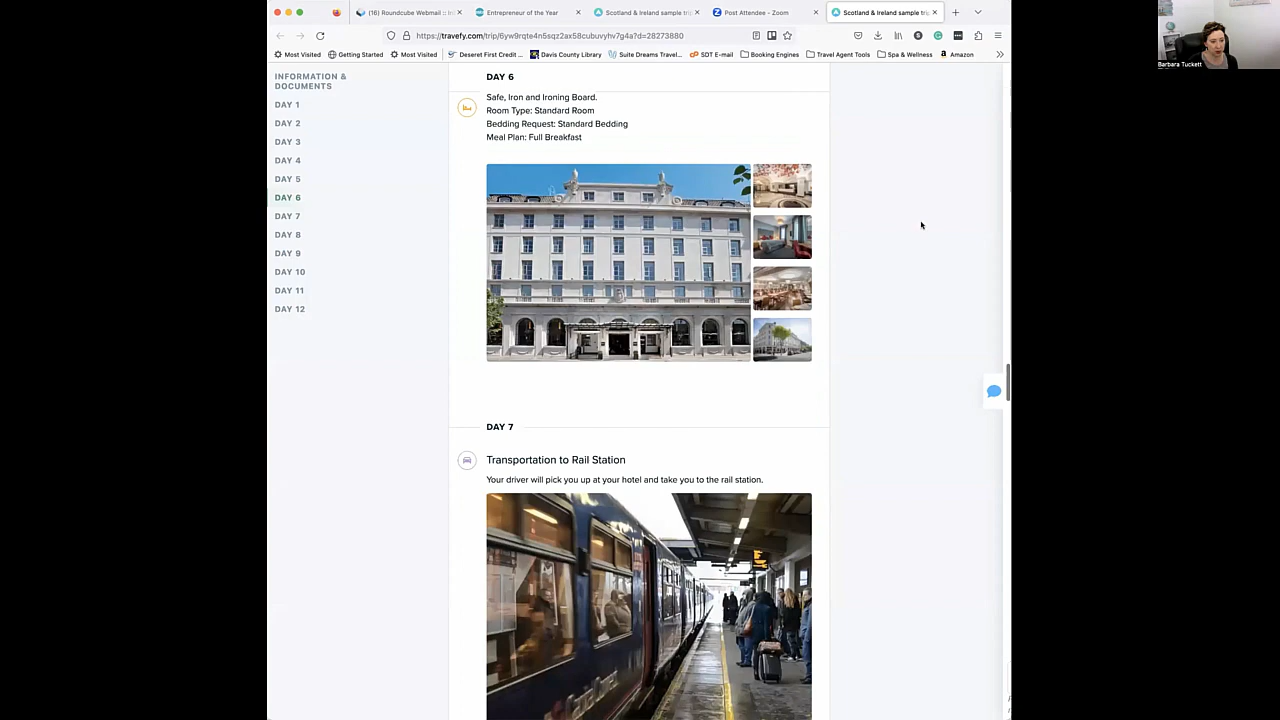 (16) Roundcube Webmail :: In
Entrepreneur of the Year
Scotland & Ireland sample tri
Post Attendee - Zoom
Scotland & Ireland sample tri
https://travefy.com/trip/6yw9rqte4n5sqz2ax58cubuvyhv7g4a?d=28273880
Most Visited
Getting Started
Most Visited
Deseret First Credit ...
Davis County Library
Suite Dreams Travel...
SDT E-mail
Booking Engines
Travel Agent Tools
Spa & Wellness
Amazon
Barbara Tuckett
INFORMATION &
DOCUMENTS
DAY 1
DAY 2
DAY 3
DAY 4
DAY 5
DAY 6
DAY 7
DAY 8
DAY 9
DAY 10
DAY 11
DAY 12
DAY 6
Safe, Iron and Ironing Board.
Room Type: Standard Room
Bedding Request: Standard Bedding
Meal Plan: Full Breakfast
DAY 7
Transportation to Rail Station
Your driver will pick you up at your hotel and take you to the rail station.